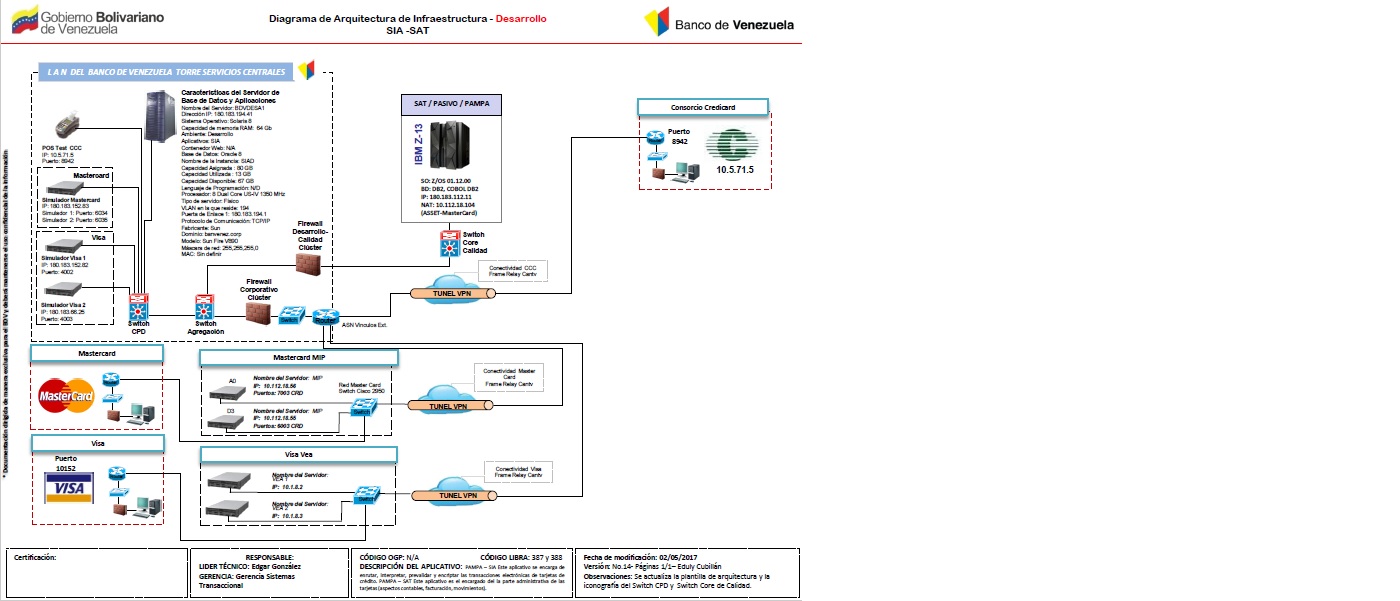 Gobierno Bolivariano
de Venezuela
Diagrama de Arquitectura de Infraestructura - Desarrollo
SIA -SAT
Banco de Venezuela
LAN DEL BANCO DE VENEZUELA TORRE SERVICIOS CENTRALES
Características del Servidor de
Base de Datos y Aplicaciones
Nombre del Servidor: BDVDESA1
Dirección IP: 180.183.194.41
Sistema Operativo: Solaris 8
Capacidad de memoria RAM: 64 Gb
Ambiente: Desarrollo
Aplicativos: SIA
Contenedor Web: N/A
Base de Datos: Oracle 8
Nombre de la Instancia: SIAD
Capacidad Asignada : 80 GB
Capacidad Utilizada : 13 GB
Capacidad Disponible: 67 GB
Lenguaje de Programación: N/D
Procesador: 8 Dual Core US-IV 1350 MHz
Tipo de servidor: Físico
VLAN en la que reside: 194
Puerta de Enlace 1: 180.183.194.1
Protocolo de Comunicación: TCP/IP
Fabricante: Sun
Dominio: banvenez.corp
Modelo: Sun Fire V890
Máscara de red: 255,255,255,0
MAC: Sin definir
POS Test CCC
IP: 10.5.71.5
Puerto: 8942
Mastercard
Simulador Mastercard
IP: 180.183.152.83
Simulador 1: Puerto: 6034
Simulador 2: Puerto: 6035
Visa
Simulador Visa 1
IP: 180.183.152.82
Puerto: 4002
Simulador Visa 2
IP: 180.183.66.25
Puerto: 4003
Switch
CPD
Switch
Agregación
Firewall
Corporativo
Clúster
Firewall
Desarrollo-
Calidad
Clúster
Switch
Router
ASN Vínculos Ext.
SAT / PASIVO / PAMPA
IBM Z-13
SO: Z/OS 01.12.00
BD: DB2, COBOL DB2
IP: 180.183.112.11
NAT: 10.112.18.104
(ASSET-MasterCard)
Switch
Core
Calidad
Conectividad CCC
Frame Relay Cantv
TUNEL VPN
Consorcio Credicard
Puerto
8942
Router
10.5.71.5
Mastercard
MasterCard
Router
Mastercard MIP
A0
Nombre del Servidor: MIP
IP: 10.112.18.56
Puertos: 7003 CRD
D3
Nombre del Servidor: MIP
IP: 10.112.18.55
Puertos: 6003 CRD
Red Master Card
Switch Cisco 2950
Switch
Conectividad Master
Card
Frame Relay Cantv
TUNEL VPN
Visa
Puerto
10152
VISA
Router
Visa Vea
Nombre del Servidor:
VEA 1
IP: 10.1.8.2
Nombre del Servidor:
VEA 2
IP: 10.1.8.3
Switch
Conectividad Visa
Frame Relay Cantv
TUNEL VPN
* Documentación dirigida de manera exclusiva para el BDV y deberá mantenerse el uso confidencial de la Información
Certificación:
RESPONSABLE:
LIDER TÉCNICO: Edgar González
GERENCIA: Gerencia Sistemas
Transaccional
CÓDIGO OGP: N/A CÓDIGO LIBRA: 387 y 388
DESCRIPCIÓN DEL APLICATIVO: PAMPA – SIA Este aplicativo se encarga de
enrutar, interpretar, prevalidar y encriptar las transacciones electrónicas de tarjetas de
crédito. PAMPA – SAT Este aplicativo es el encargado del la parte administrativa de las
tarjetas (aspectos contables, facturación, movimientos).
Fecha de modificación: 02/05/2017
Versión: No.14- Páginas 1/1– Eduly Cubillán
Observaciones: Se actualiza la plantilla de arquitectura y la
iconografía del Switch CPD y Switch Core de Calidad.